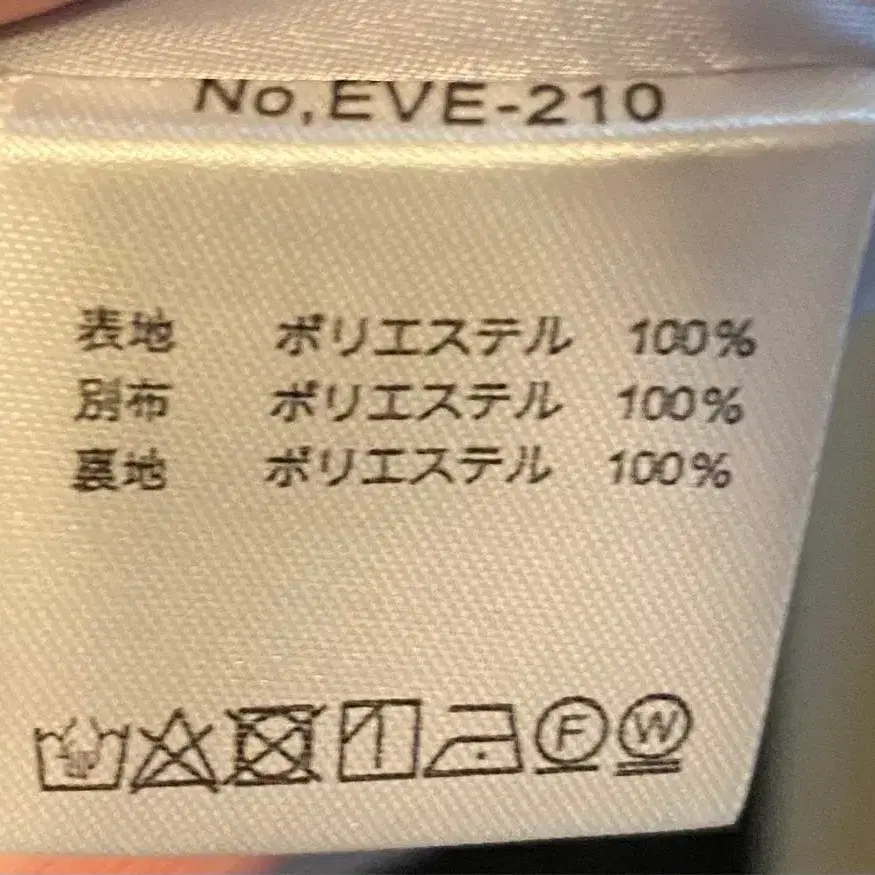 No,EVE-210
表地 ポリエステル 100%
別布 ポリエステル 100%
裏地 ポリエステル 100%
F W